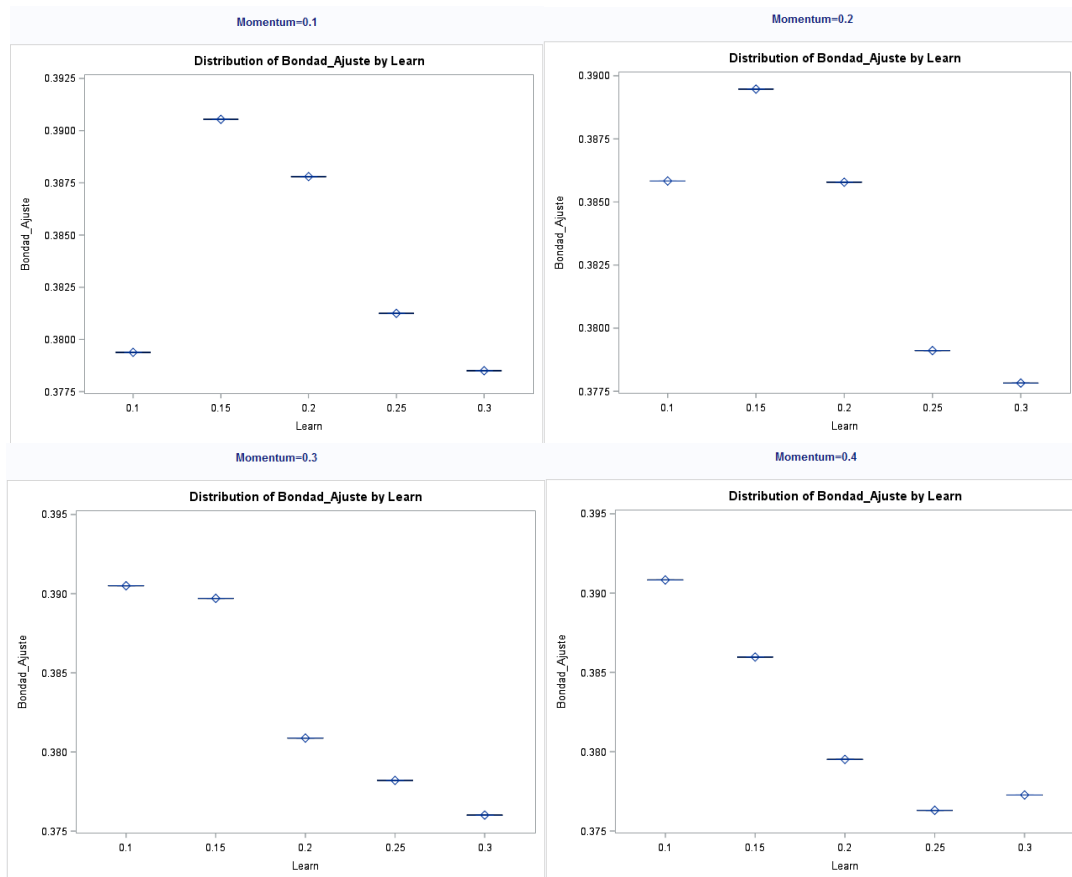 Momentum=0.1
Distribution of Bondad_Ajuste by Learn
0.3925
0.3900
0.3875
0.3850
0.3825
0.3800
0.3775
Bondad_Ajuste
0.1 0.15 0.2 0.25 0.3
Learn
Momentum=0.2
Distribution of Bondad_Ajuste by Learn
0.3900
0.3875
0.3850
0.3825
0.3800
0.3775
Bondad_Ajuste
0.1 0.15 0.2 0.25 0.3
Learn
Momentum=0.3
Distribution of Bondad_Ajuste by Learn
0.395
0.390
0.385
0.380
0.375
Bondad_Ajuste
0.1 0.15 0.2 0.25 0.3
Learn
Momentum=0.4
Distribution of Bondad_Ajuste by Learn
0.395
0.390
0.385
0.380
0.375
Bondad_Ajuste
0.1 0.15 0.2 0.25 0.3
Learn